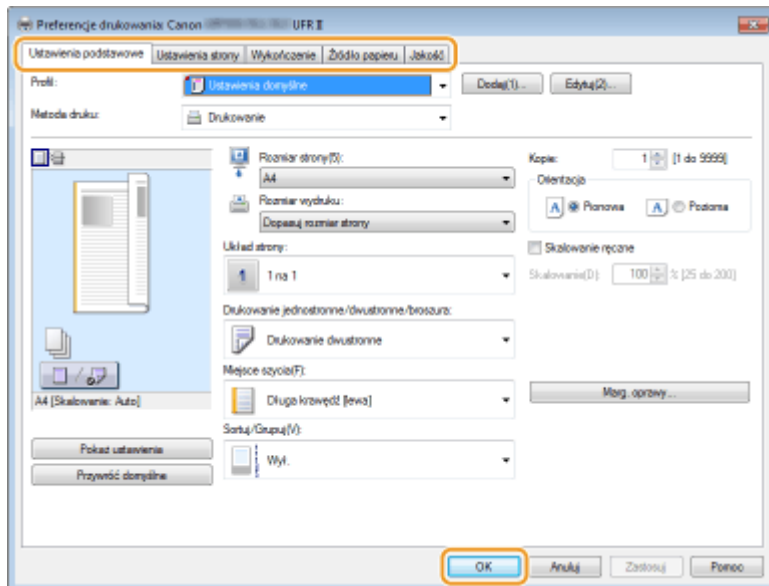 Preferencje drukowania: Canon UFR II
Ustawienia podstawowe Ustawienia strony Wykończenie Źródło papieru Jakość
Profil: Ustawienia domyślne Dodaj(1)... Edytuj(2)...
Metoda druku: Drukowanie
Rozmiar strony(5):
A4
Rozmiar wydruku:
Dopasuj rozmiar strony
Układ strony:
1 1 na 1
Drukowanie jednostronne/dwustronne/broszura:
Drukowanie dwustronne
Miejsce szycia(F):
Długa krawędź [lewa]
Sortuj/Grupuj(V):
Wył.
Kopie: 1 [1 do 9999]
Orientacja
A Pionowa A Pozioma
Skalowanie ręczne
Skalowanie(D): 100 % [25 do 200]
Marg. oprawy...
A4 [Skalowanie: Auto]
Pokaż ustawienia
Przywróć domyślne
OK Anuluj Zastosuj Pomoc